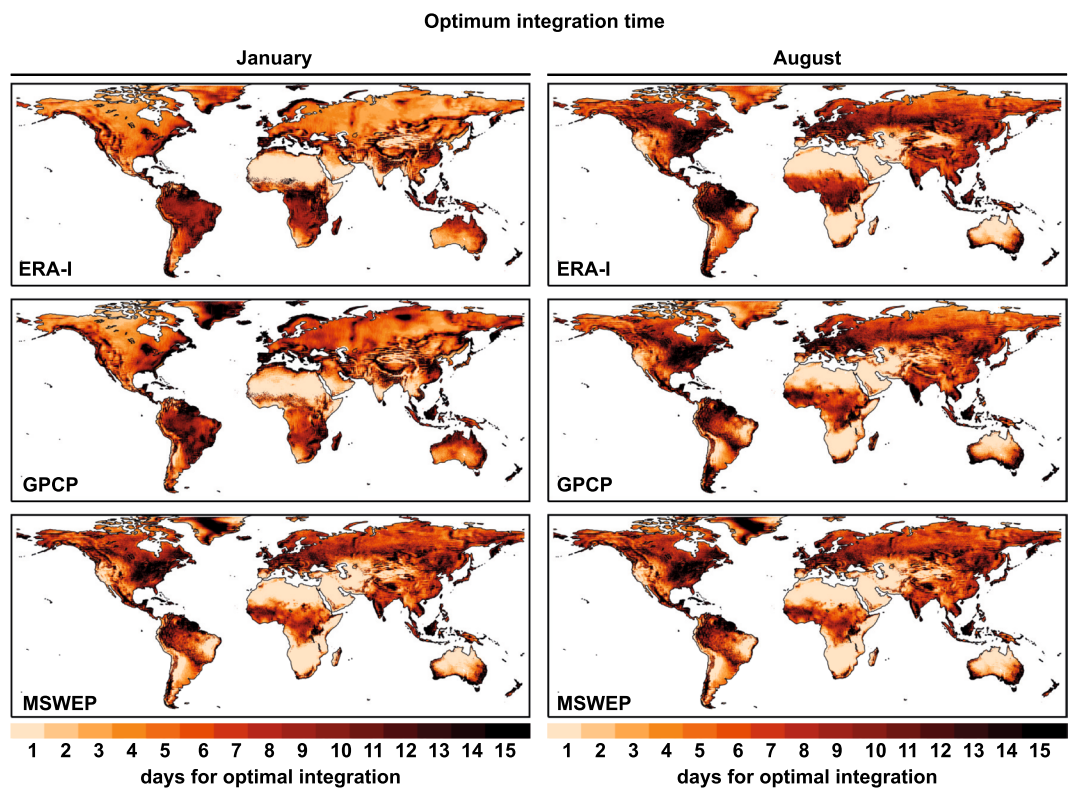 Optimum integration time
January
August
ERA-I
ERA-I
GPCP
GPCP
MSWEP
MSWEP
1 2 3 4 5 6 7 8 9 10 11 12 13 14 15
1 2 3 4 5 6 7 8 9 10 11 12 13 14 15
days for optimal integration
days for optimal integration